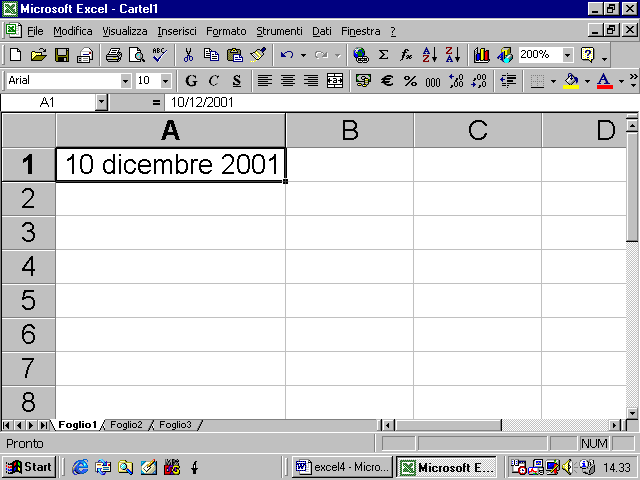 Microsoft Excel - Cartel1
File Modifica Visualizza Inserisci Formato Strumenti Dati Finestra ?
200%
Arial 10 G C S € % 000
A1 = 10/12/2001
A B C D
1 10 dicembre 2001
2
3
4
5
6
7
8
Foglio1 Foglio2 Foglio3
Pronto NUM
Start excel4 - Micro... Microsoft E... 14.33